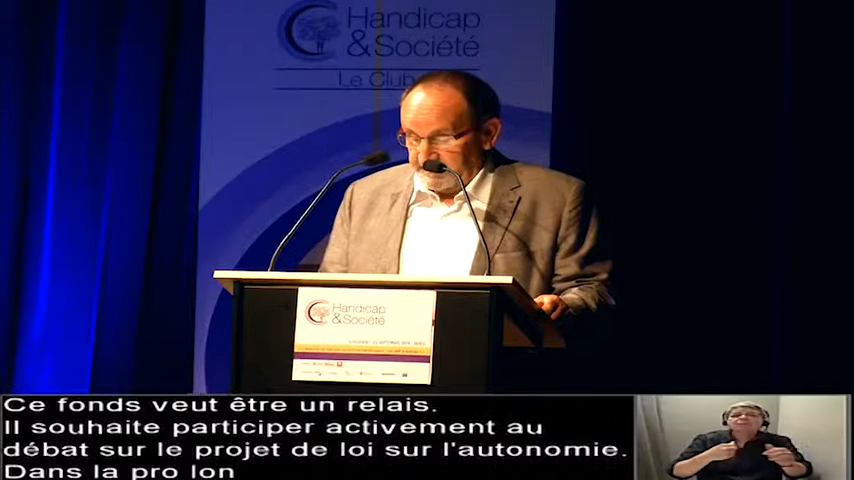 Handicap
&Société
Le Club
Handicap
&Société
Ce fonds veut être un relais.
Il souhaite participer activement au
débat sur le projet de loi sur l'autonomie.
Dans la pro lon